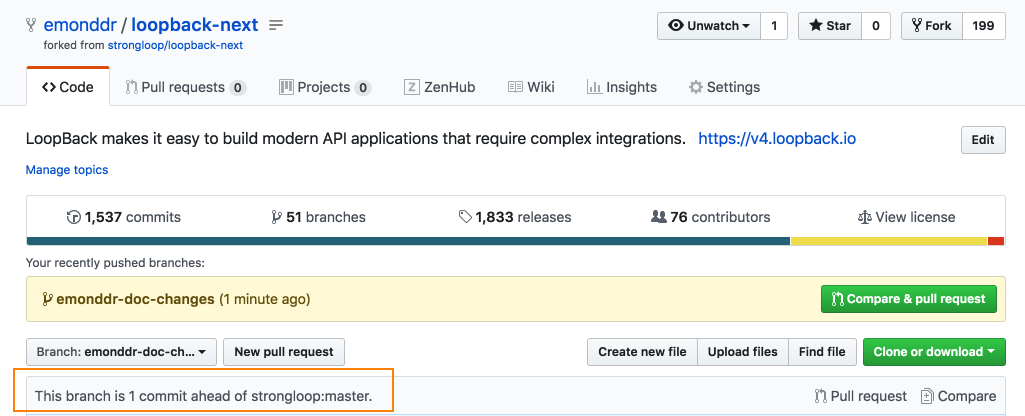 emonddr / loopback-next
Unwatch 1
Star 0
Fork 199
forked from strongloop/loopback-next
Code
Pull requests 0
Projects 0
ZenHub
Wiki
Insights
Settings
LoopBack makes it easy to build modern API applications that require complex integrations. https://v4.loopback.io
Edit
Manage topics
1,537 commits
51 branches
1,833 releases
76 contributors
View license
Your recently pushed branches:
emonddr-doc-changes (1 minute ago)
Compare & pull request
Branch: emonddr-doc-ch...
New pull request
Create new file
Upload files
Find file
Clone or download
This branch is 1 commit ahead of strongloop:master.
Pull request
Compare